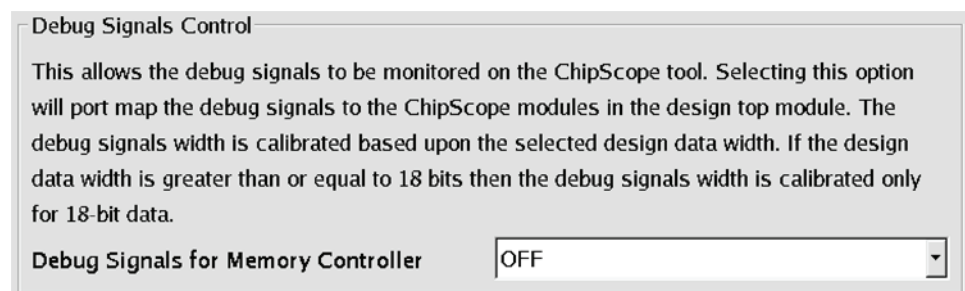 Debug Signals Control
This allows the debug signals to be monitored on the ChipScope tool. Selecting this option
will port map the debug signals to the ChipScope modules in the design top module. The
debug signals width is calibrated based upon the selected design data width. If the design
data width is greater than or equal to 18 bits then the debug signals width is calibrated only
for 18-bit data.
Debug Signals for Memory Controller OFF